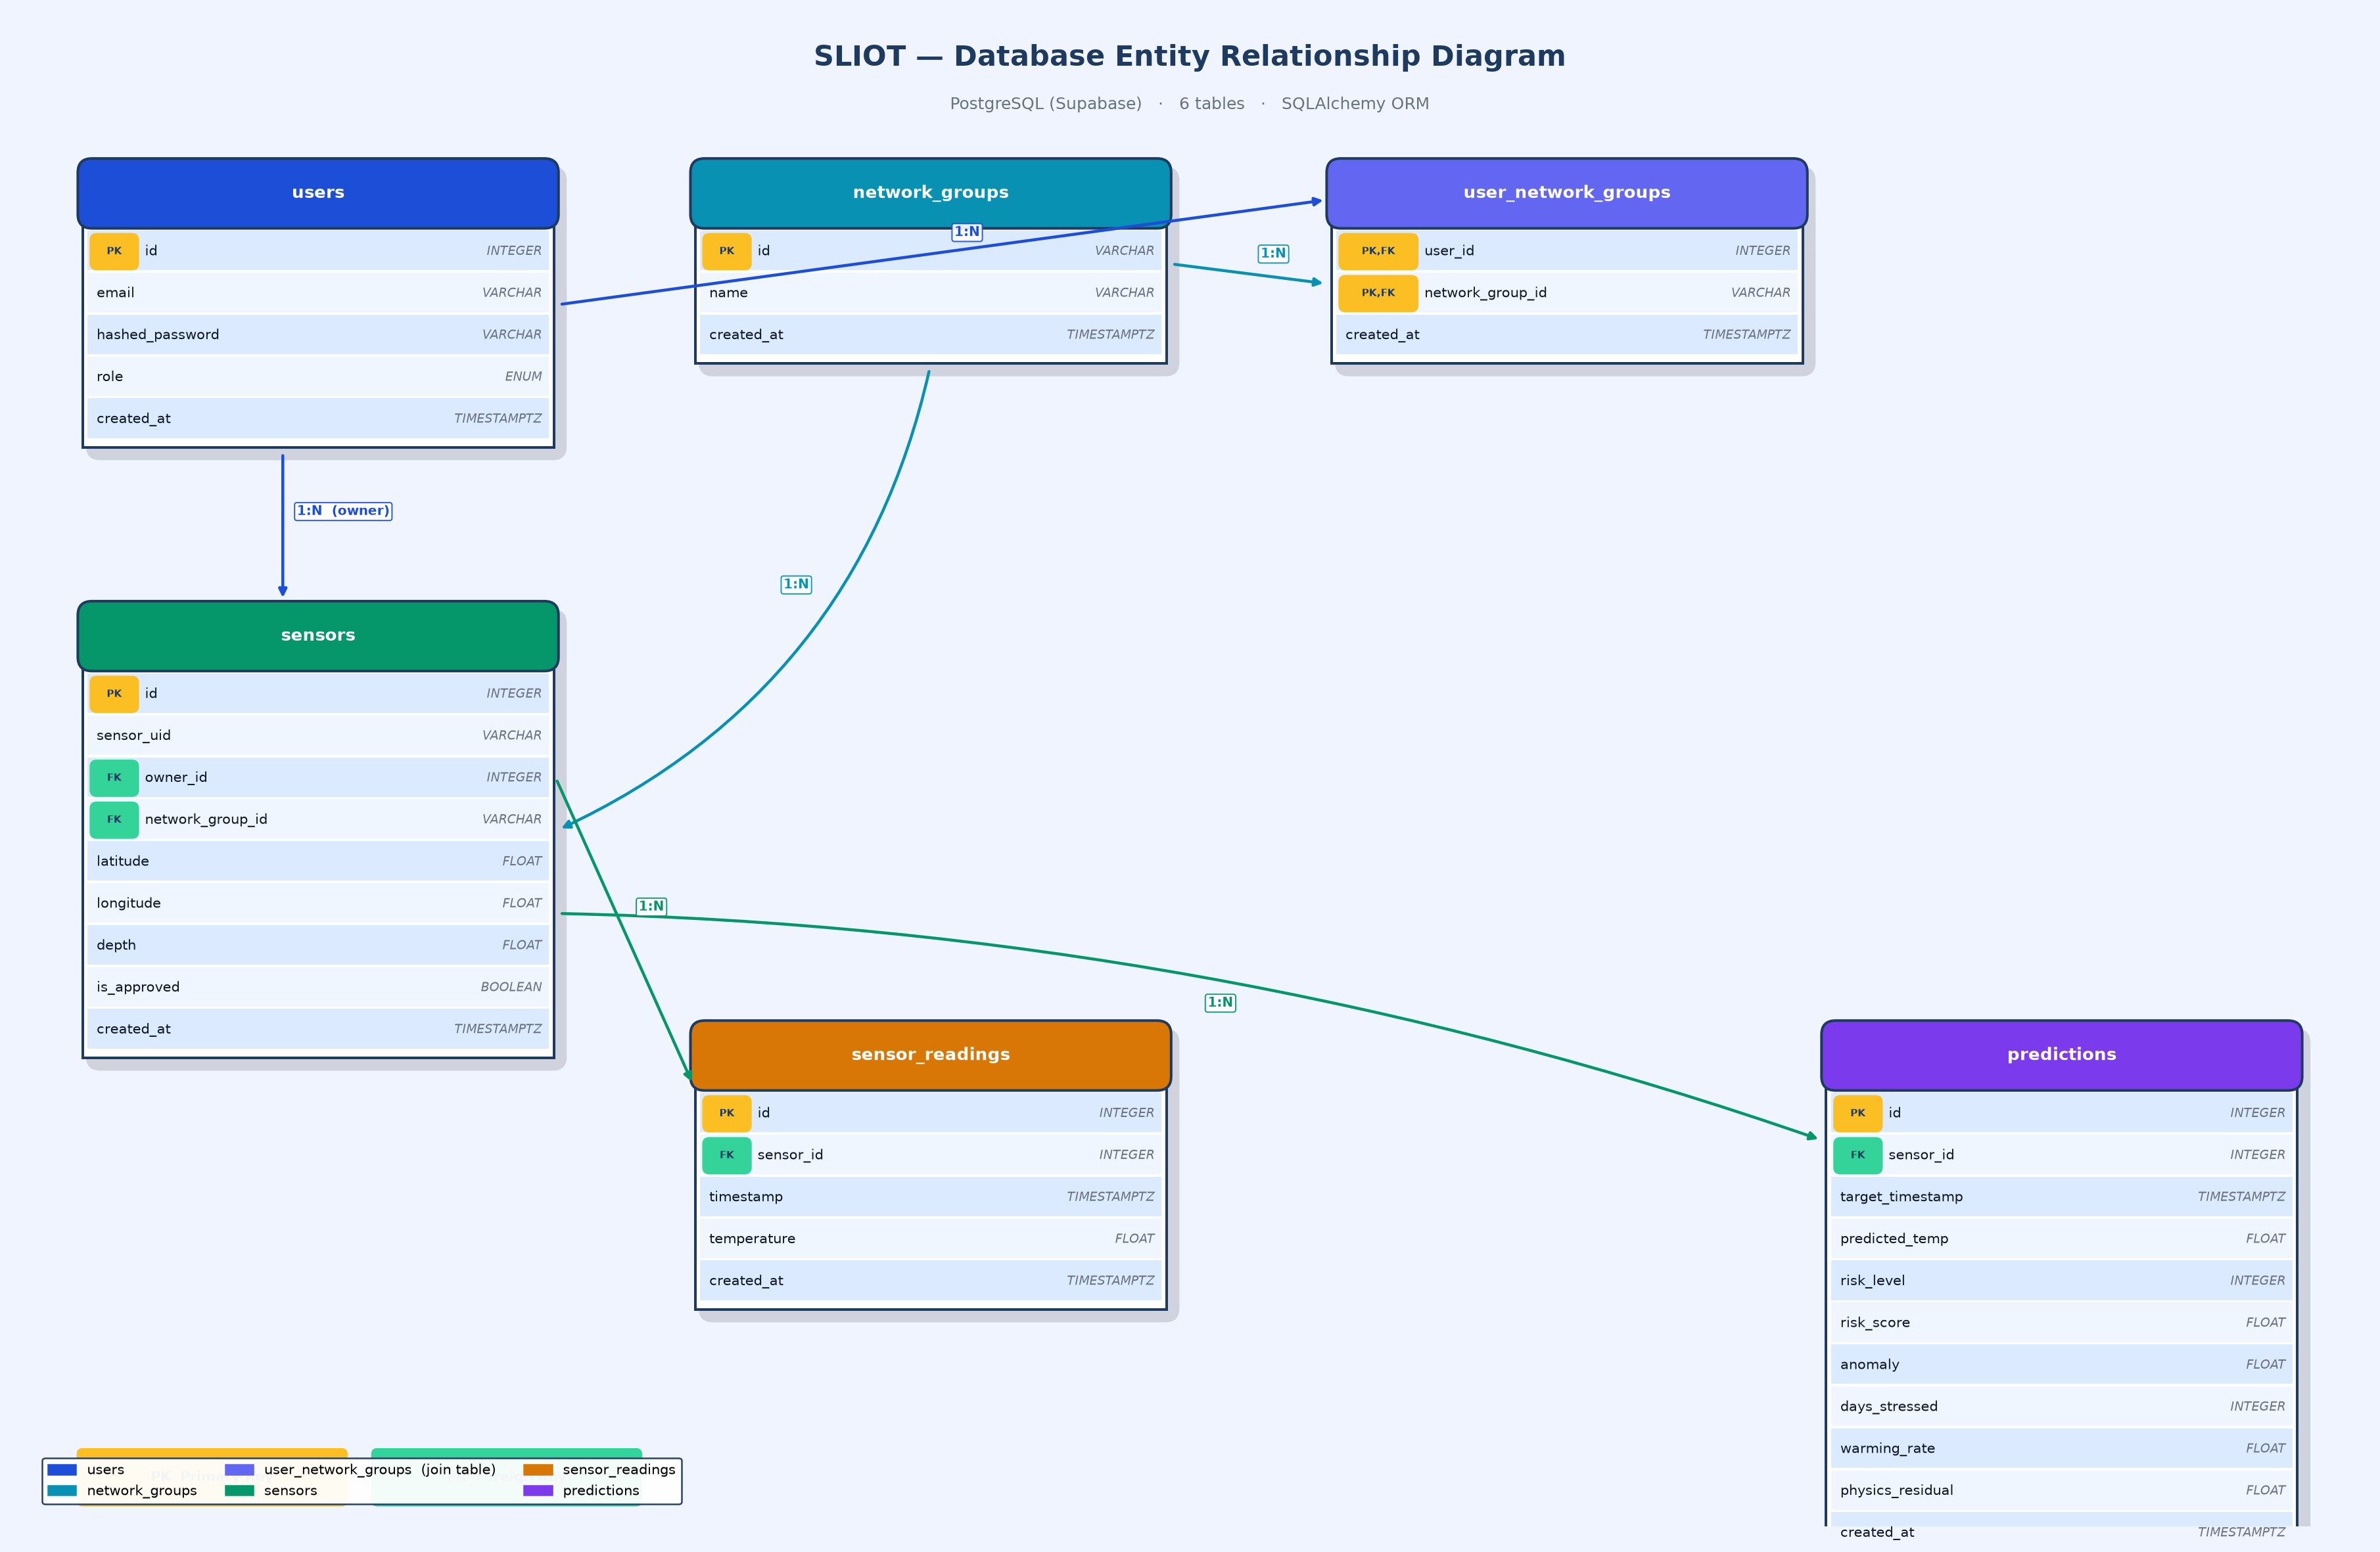 SLIOT — Database Entity Relationship Diagram
PostgreSQL (Supabase)   ·   6 tables   ·   SQLAlchemy ORM
users
PK id INTEGER
email VARCHAR
hashed_password VARCHAR
role ENUM
created_at TIMESTAMPTZ
network_groups
1:N
PK id VARCHAR
name VARCHAR
created_at TIMESTAMPTZ
1:N
user_network_groups
PK,FK user_id INTEGER
PK,FK network_group_id VARCHAR
created_at TIMESTAMPTZ
1:N (owner)
1:N
sensors
PK id INTEGER
sensor_uid VARCHAR
FK owner_id INTEGER
FK network_group_id VARCHAR
latitude FLOAT
longitude FLOAT
depth FLOAT
is_approved BOOLEAN
created_at TIMESTAMPTZ
1:N
1:N
sensor_readings
PK id INTEGER
FK sensor_id INTEGER
timestamp TIMESTAMPTZ
temperature FLOAT
created_at TIMESTAMPTZ
predictions
PK id INTEGER
FK sensor_id INTEGER
target_timestamp TIMESTAMPTZ
predicted_temp FLOAT
risk_level INTEGER
risk_score FLOAT
anomaly FLOAT
days_stressed INTEGER
warming_rate FLOAT
physics_residual FLOAT
created_at TIMESTAMPTZ
users
network_groups
user_network_groups  (join table)
sensors
sensor_readings
predictions